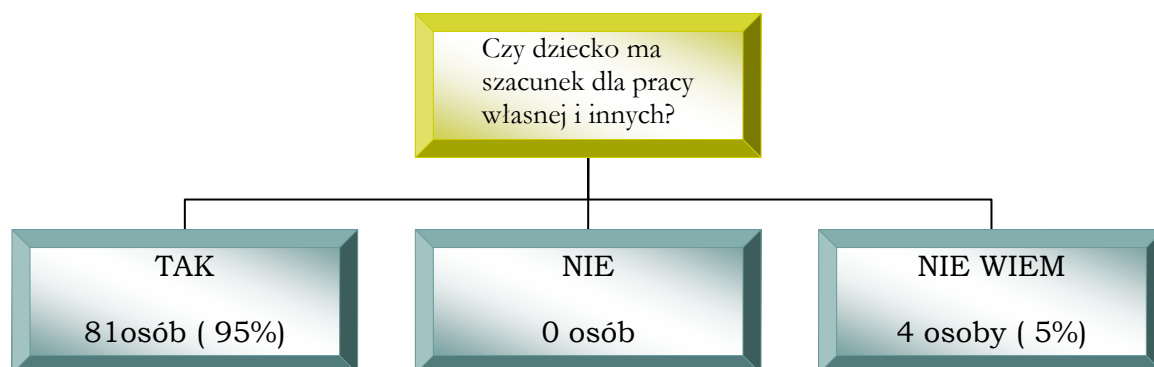 Czy dziecko ma
szacunek dla pracy
własnej i innych?
TAK
81osób ( 95%)
NIE
0 osób
NIE WIEM
4 osoby ( 5%)